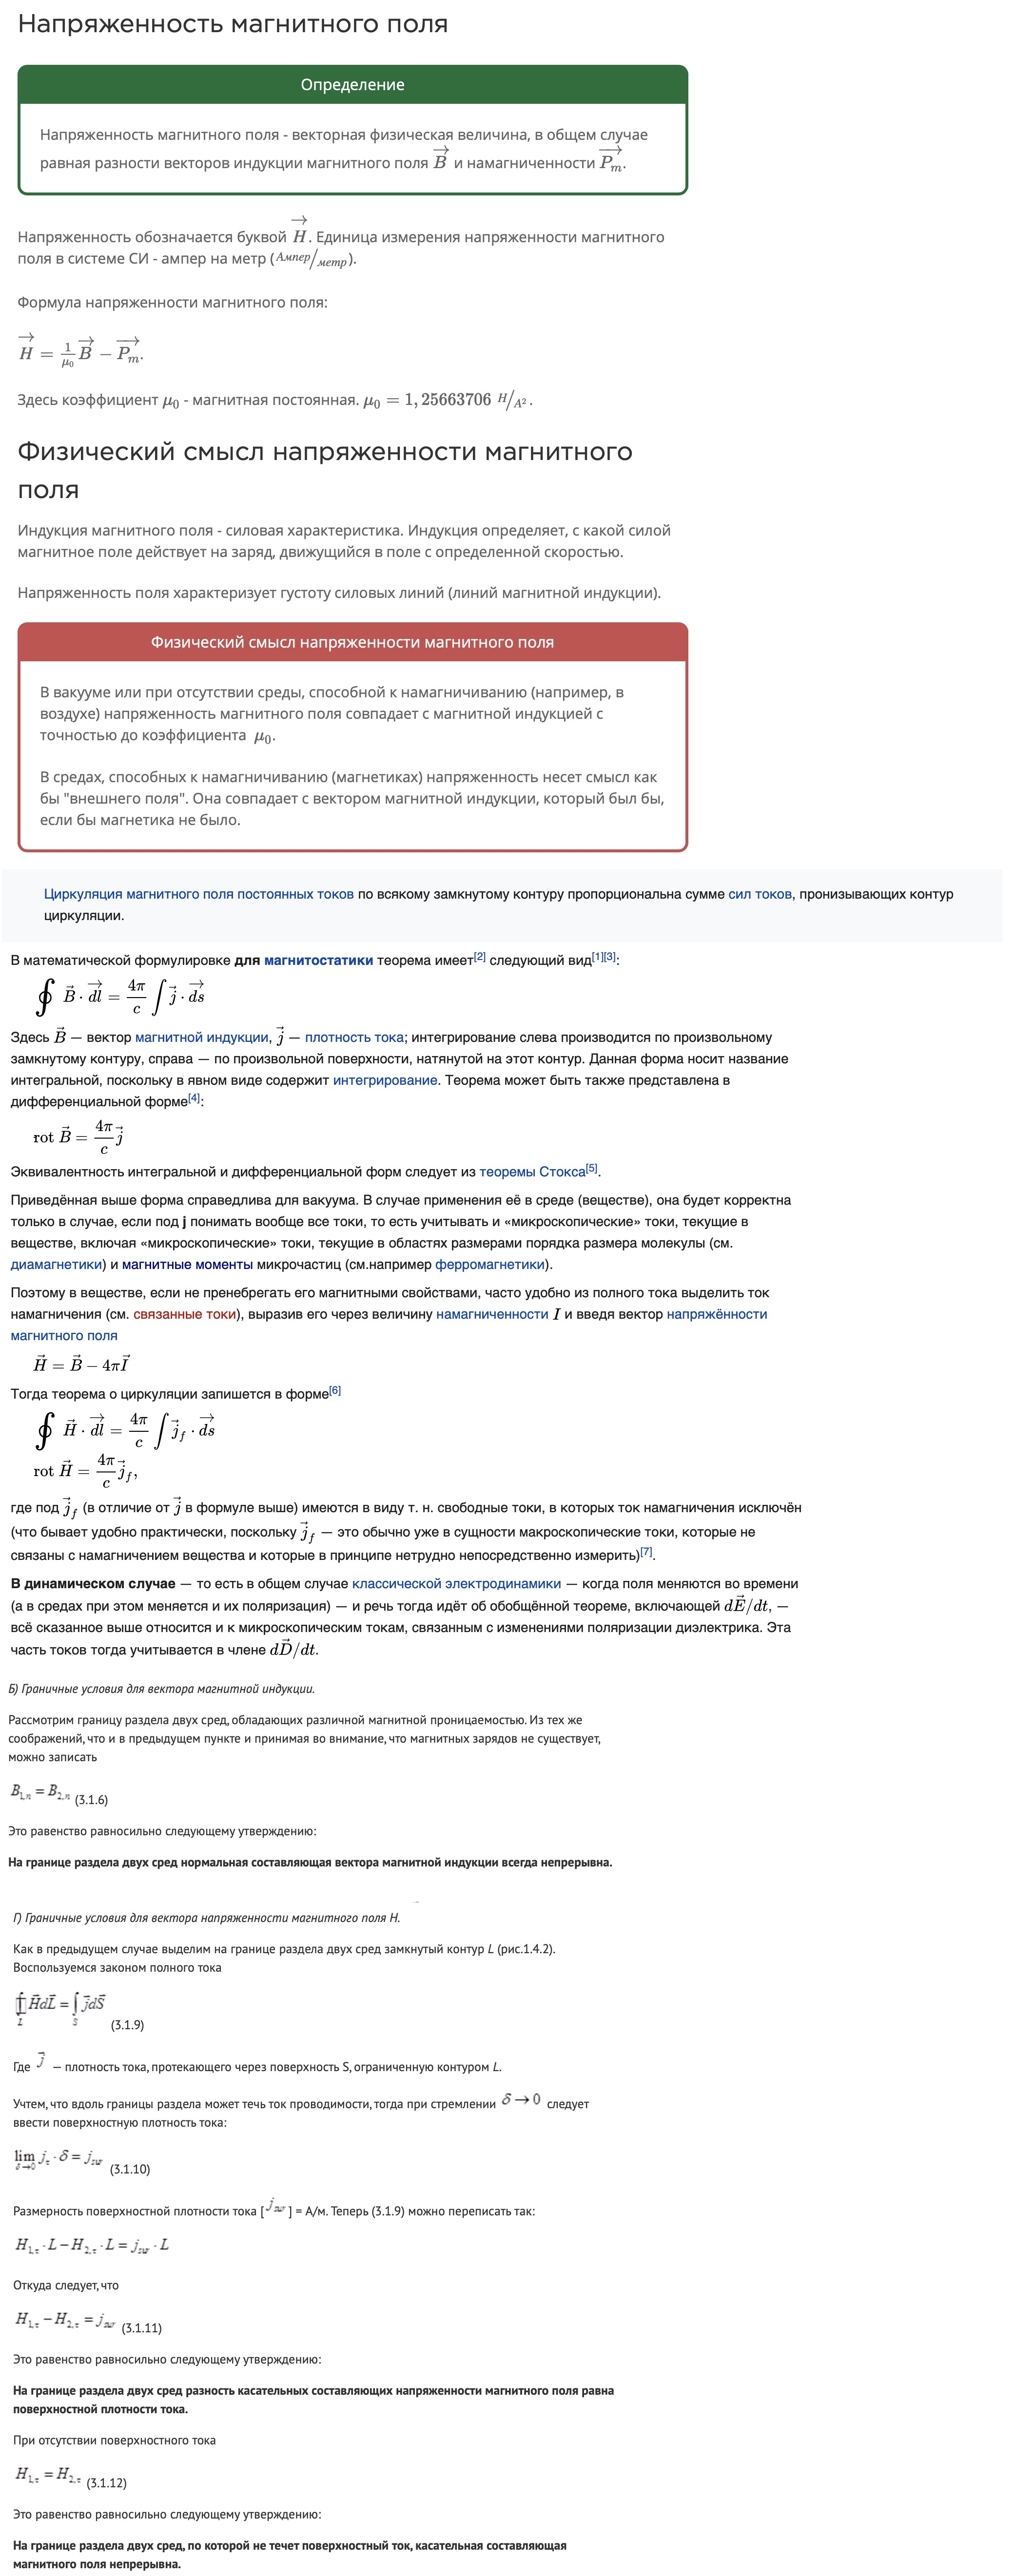 Напряженность магнитного поля
Определение
Напряженность магнитного поля - векторная физическая величина, в общем случае
равная разности векторов индукции магнитного поля $\overrightarrow{B}$ и намагниченности $\overrightarrow{P_m}$.
Напряженность обозначается буквой $\overrightarrow{H}$. Единица измерения напряженности магнитного
поля в системе СИ - ампер на метр (Ампер/метр).
Формула напряженности магнитного поля:
$\overrightarrow{H} = \frac{1}{\mu_0}\overrightarrow{B} - \overrightarrow{P_m}$.
Здесь коэффициент $\mu_0$ - магнитная постоянная. $\mu_0 = 1,25663706 \ H/A^2$.
Физический смысл напряженности магнитного
поля
Индукция магнитного поля - силовая характеристика. Индукция определяет, с какой силой
магнитное поле действует на заряд, движущийся в поле с определенной скоростью.
Напряженность поля характеризует густоту силовых линий (линий магнитной индукции).
Физический смысл напряженности магнитного поля
В вакууме или при отсутствии среды, способной к намагничиванию (например, в
воздухе) напряженность магнитного поля совпадает с магнитной индукцией с
точностью до коэффициента $\mu_0$.
В средах, способных к намагничиванию (магнетиках) напряженность несет смысл как
бы "внешнего поля". Она совпадает с вектором магнитной индукции, который был бы,
если бы магнетика не было.
Циркуляция магнитного поля постоянных токов по всякому замкнутому контуру пропорциональна сумме сил токов, пронизывающих контур
циркуляции.
В математической формулировке для магнитостатики теорема имеет[2] следующий вид[1][3]:
$\oint \vec{B} \cdot \overrightarrow{dl} = \frac{4\pi}{c} \int \vec{j} \cdot \overrightarrow{ds}$
Здесь $\vec{B}$ — вектор магнитной индукции, $\vec{j}$ — плотность тока; интегрирование слева производится по произвольному
замкнутому контуру, справа — по произвольной поверхности, натянутой на этот контур. Данная форма носит название
интегральной, поскольку в явном виде содержит интегрирование. Теорема может быть также представлена в
дифференциальной форме[4]:
$\operatorname{rot} \vec{B} = \frac{4\pi}{c}\vec{j}$
Эквивалентность интегральной и дифференциальной форм следует из теоремы Стокса[5].
Приведённая выше форма справедлива для вакуума. В случае применения её в среде (веществе), она будет корректна
только в случае, если под j понимать вообще все токи, то есть учитывать и «микроскопические» токи, текущие в
веществе, включая «микроскопические» токи, текущие в областях размерами порядка размера молекулы (см.
диамагнетики) и магнитные моменты микрочастиц (см.например ферромагнетики).
Поэтому в веществе, если не пренебрегать его магнитными свойствами, часто удобно из полного тока выделить ток
намагничения (см. связанные токи), выразив его через величину намагниченности $I$ и введя вектор напряжённости
магнитного поля
$\vec{H} = \vec{B} - 4\pi\vec{I}$
Тогда теорема о циркуляции запишется в форме[6]
$\oint \vec{H} \cdot \overrightarrow{dl} = \frac{4\pi}{c} \int \vec{j}_f \cdot \overrightarrow{ds}$
$\operatorname{rot} \vec{H} = \frac{4\pi}{c}\vec{j}_f,$
где под $\vec{j}_f$ (в отличие от $\vec{j}$ в формуле выше) имеются в виду т. н. свободные токи, в которых ток намагничения исключён
(что бывает удобно практически, поскольку $\vec{j}_f$ — это обычно уже в сущности макроскопические токи, которые не
связаны с намагничением вещества и которые в принципе нетрудно непосредственно измерить)[7].
В динамическом случае — то есть в общем случае классической электродинамики — когда поля меняются во времени
(а в средах при этом меняется и их поляризация) — и речь тогда идёт об обобщённой теореме, включающей $d\vec{E}/dt$, —
всё сказанное выше относится и к микроскопическим токам, связанным с изменениями поляризации диэлектрика. Эта
часть токов тогда учитывается в члене $d\vec{D}/dt$.
Б) Граничные условия для вектора магнитной индукции.
Рассмотрим границу раздела двух сред, обладающих различной магнитной проницаемостью. Из тех же
соображений, что и в предыдущем пункте и принимая во внимание, что магнитных зарядов не существует,
можно записать
$B_{1,n} = B_{2,n}$ (3.1.6)
Это равенство равносильно следующему утверждению:
На границе раздела двух сред нормальная составляющая вектора магнитной индукции всегда непрерывна.
Г) Граничные условия для вектора напряженности магнитного поля H.
Как в предыдущем случае выделим на границе раздела двух сред замкнутый контур L (рис.1.4.2).
Воспользуемся законом полного тока
$\oint_L \vec{H}d\vec{L} = \int_S \vec{j}d\vec{S}$ (3.1.9)
Где $\vec{j}$ — плотность тока, протекающего через поверхность S, ограниченную контуром L.
Учтем, что вдоль границы раздела может течь ток проводимости, тогда при стремлении $\delta \to 0$ следует
ввести поверхностную плотность тока:
$\lim_{\delta \to 0} j_\tau \cdot \delta = j_{sur}$ (3.1.10)
Размерность поверхностной плотности тока [$j_{sur}$] = А/м. Теперь (3.1.9) можно переписать так:
$H_{1,\tau} \cdot L - H_{2,\tau} \cdot L = j_{sur} \cdot L$
Откуда следует, что
$H_{1,\tau} - H_{2,\tau} = j_{sur}$ (3.1.11)
Это равенство равносильно следующему утверждению:
На границе раздела двух сред разность касательных составляющих напряженности магнитного поля равна
поверхностной плотности тока.
При отсутствии поверхностного тока
$H_{1,\tau} = H_{2,\tau}$ (3.1.12)
Это равенство равносильно следующему утверждению:
На границе раздела двух сред, по которой не течет поверхностный ток, касательная составляющая
магнитного поля непрерывна.